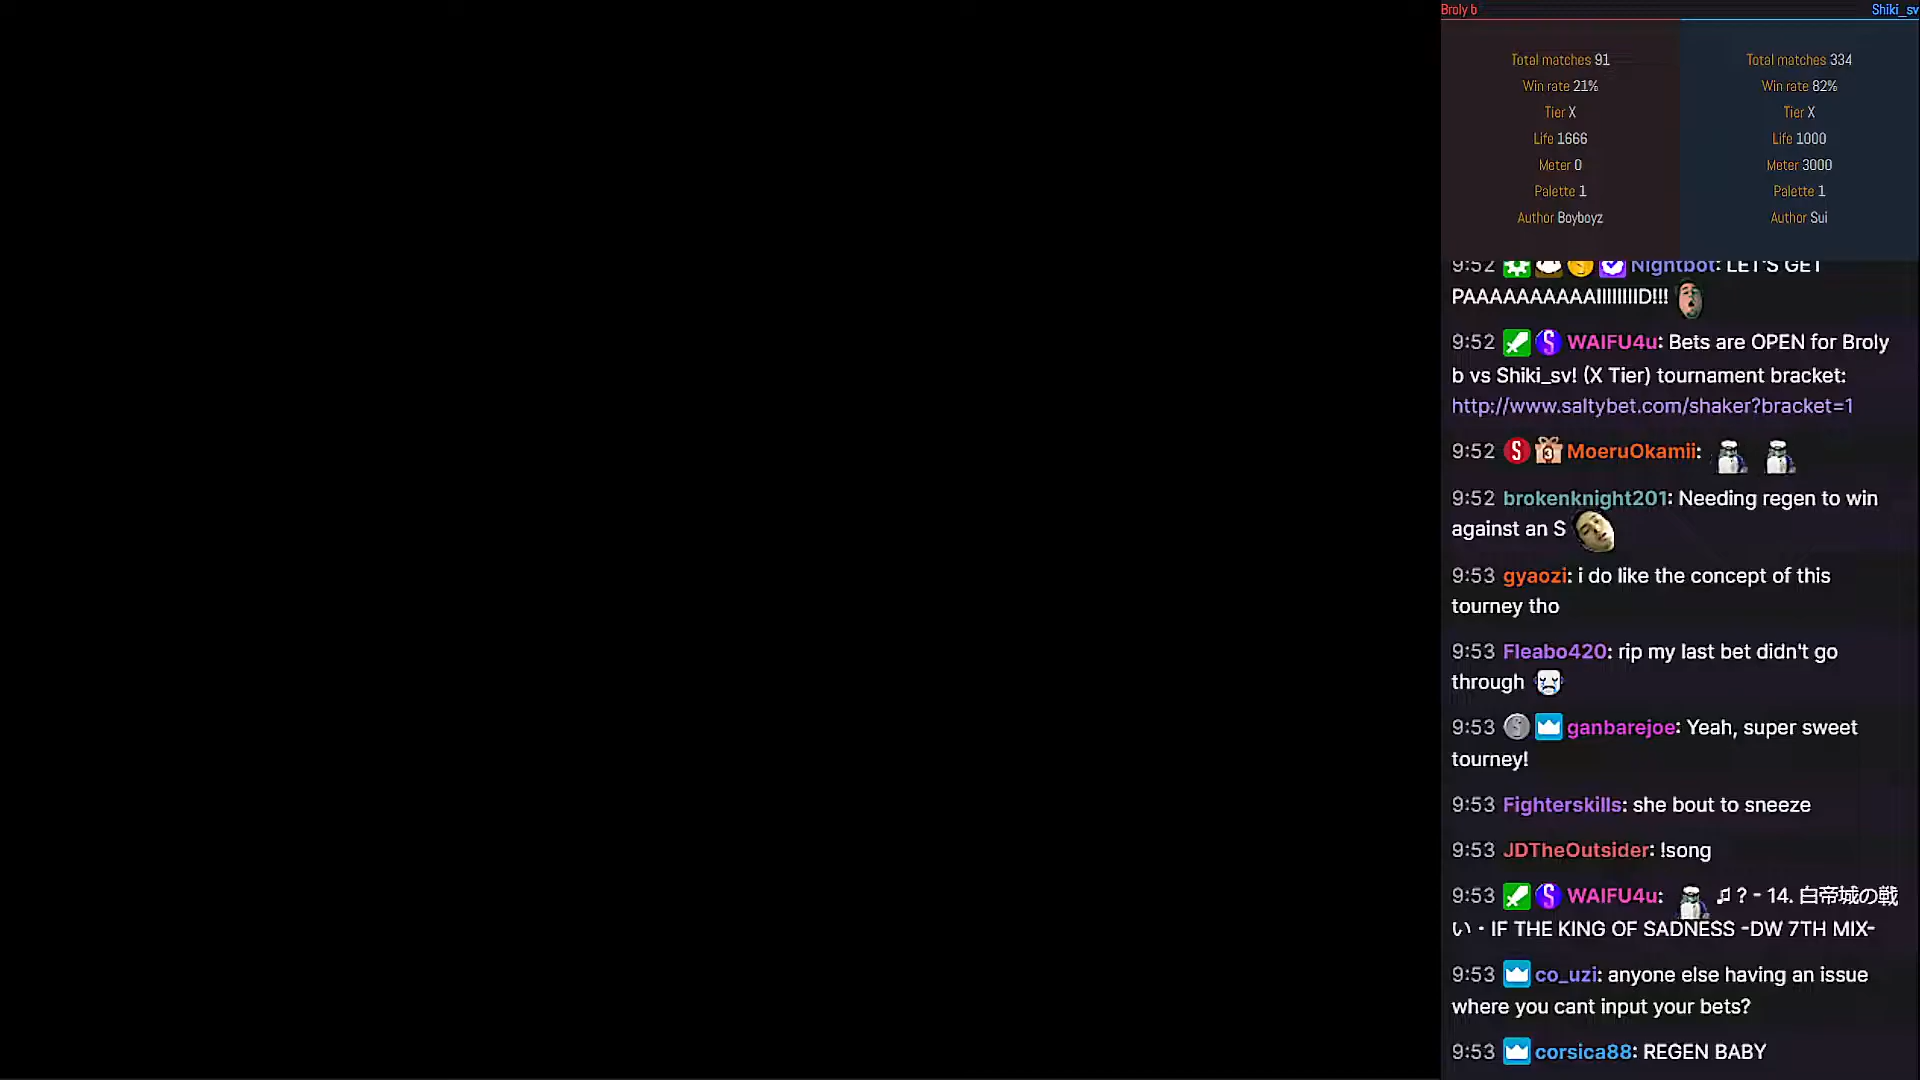 Broly b
Shiki_sv
Total matches 91
Win rate 21%
Tier X
Life 1666
Meter 0
Palette 1
Author Boyboyz
Total matches 334
Win rate 82%
Tier X
Life 1000
Meter 3000
Palette 1
Author Sui
9:52 Nightbot: LET'S GET
PAAAAAAAAAAIIIIIIIID!!!
9:52 WAIFU4u: Bets are OPEN for Broly
b vs Shiki_sv! (X Tier) tournament bracket:
http://www.saltybet.com/shaker?bracket=1
9:52 MoeruOkamii:
9:52 brokenknight201: Needing regen to win
against an S
9:53 gyaozi: i do like the concept of this
tourney tho
9:53 Fleabo420: rip my last bet didn't go
through
9:53 ganbarejoe: Yeah, super sweet
tourney!
9:53 Fighterskills: she bout to sneeze
9:53 JDTheOutsider: !song
9:53 WAIFU4u: ♫ ? - 14. 白帝城の戦
い・IF THE KING OF SADNESS -DW 7TH MIX-
9:53 co_uzi: anyone else having an issue
where you cant input your bets?
9:53 corsica88: REGEN BABY